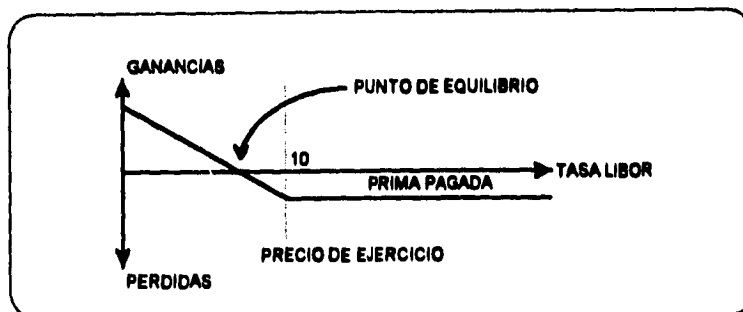 GANANCIAS
PUNTO DE EQUILIBRIO
10
TASA LIBOR
PRIMA PAGADA
PRECIO DE EJERCICIO
PERDIDAS